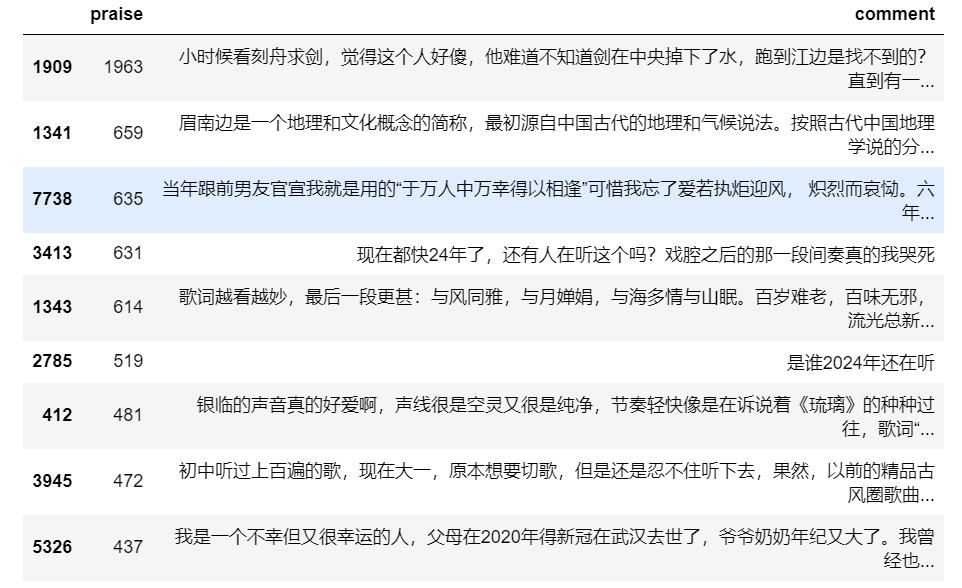 praise comment
1909 1963 小时候看刻舟求剑，觉得这个人好傻，他难道不知道剑在中央掉下了水，跑到江边是找不到的？
直到有一...
1341 659 眉南边是一个地理和文化概念的简称，最初源自中国古代的地理和气候说法。按照古代中国地理
学说的分...
7738 635 当年跟前男友官宣我就是用的“于万人中万幸得以相逢”可惜我忘了爱若执炬迎风， 炽烈而哀恸。六
年...
3413 631 现在都快24年了，还有人在听这个吗？戏腔之后的那一段间奏真的我哭死
1343 614 歌词越看越妙，最后一段更甚：与风同雅，与月婵娟，与海多情与山眠。百岁难老，百味无邪，
流光总新...
2785 519 是谁2024年还在听
412 481 银临的声音真的好爱啊，声线很是空灵又很是纯净，节奏轻快像是在诉说着《琉璃》的种种过
往，歌词“...
3945 472 初中听过上百遍的歌，现在大一，原本想要切歌，但是还是忍不住听下去，果然，以前的精品古
风圈歌曲...
5326 437 我是一个不幸但又很幸运的人，父母在2020年得新冠在武汉去世了，爷爷奶奶年纪又大了。我曾
经也...